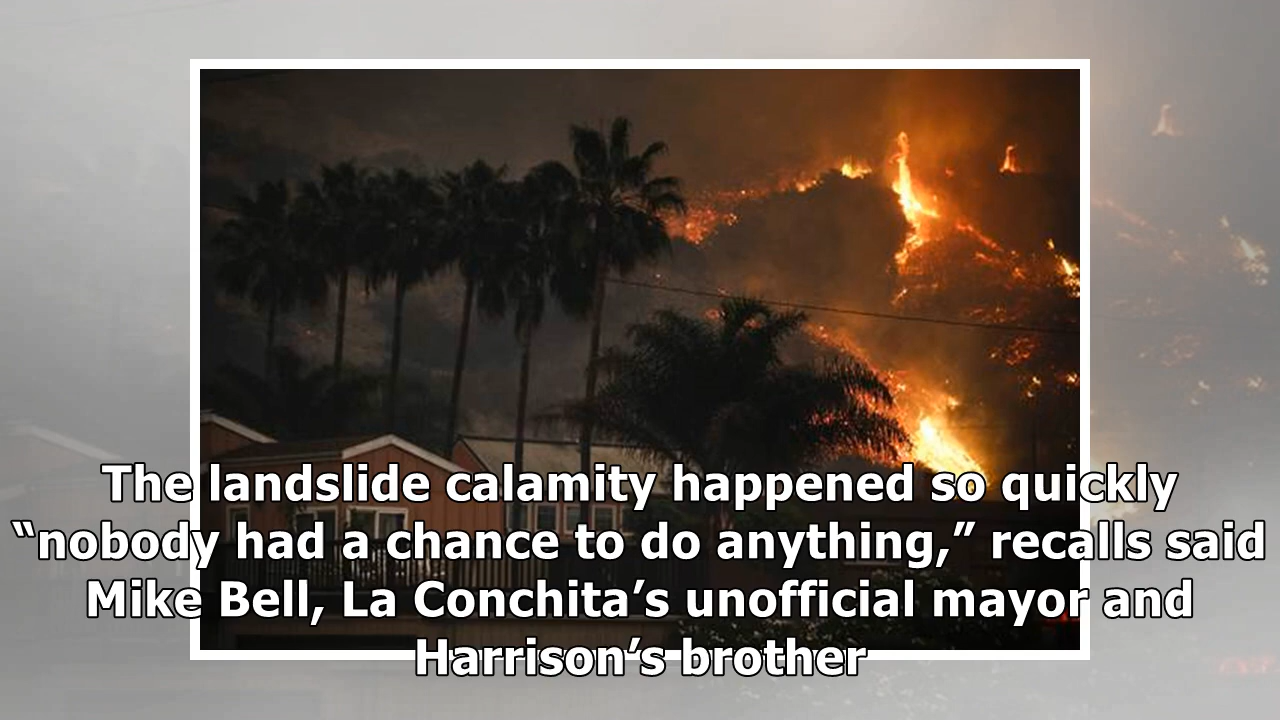 The landslide calamity happened so quickly
“nobody had a chance to do anything,” recalls said
Mike Bell, La Conchita’s unofficial mayor and
Harrison’s brother